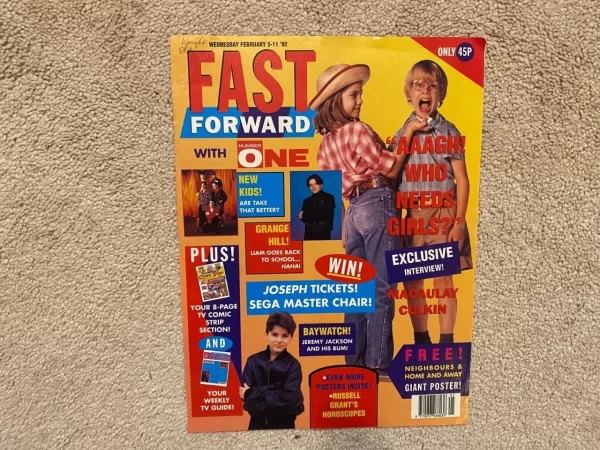 WEDNESDAY FEBRUARY 5-11 '92
ONLY 45P
FAST
FORWARD
WITH NUMBER ONE
NEW
KIDS!
ARE TAKE
THAT BETTER?
GRANGE
HILL!
LIAM GOES BACK
TO SCHOOL...
HAHA!
"AAAGH!
WHO
NEEDS
GIRLS?"
EXCLUSIVE
INTERVIEW!
MACAULAY
CULKIN
WIN!
JOSEPH TICKETS!
SEGA MASTER CHAIR!
PLUS!
YOUR 8-PAGE
TV COMIC
STRIP
SECTION!
AND
YOUR
WEEKLY
TV GUIDE!
BAYWATCH!
JEREMY JACKSON
AND HIS BUM!
•EVEN MORE
POSTERS INSIDE!
•RUSSELL
GRANT'S
HOROSCOPES
FREE!
NEIGHBOURS &
HOME AND AWAY
GIANT POSTER!